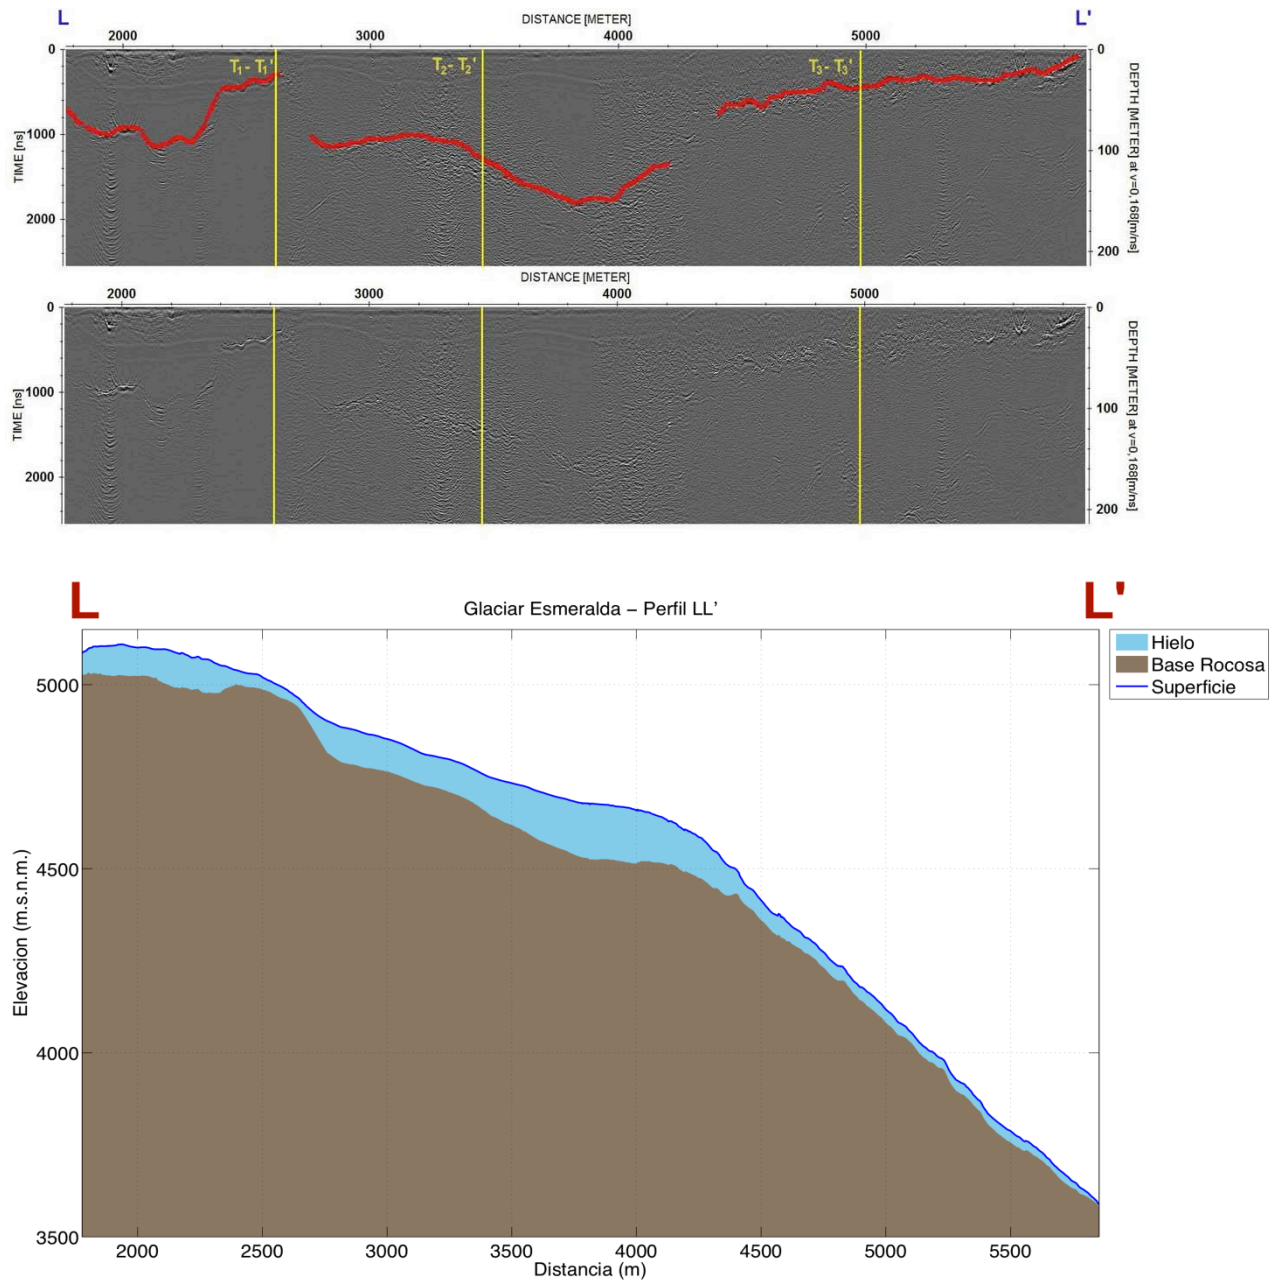 L DISTANCE [METER] L'
2000 3000 4000 5000
0 0
T1- T1' T2- T2' T3- T3'
1000 100
2000 200
TIME [ns]
DEPTH [METER] at v=0,168[m/ns]
DISTANCE [METER]
2000 3000 4000 5000
0 0
1000 100
2000 200
TIME [ns]
DEPTH [METER] at v=0,168[m/ns]
L L'
Glaciar Esmeralda – Perfil LL'
Hielo
Base Rocosa
Superficie
5000
4500
4000
3500
Elevacion (m.s.n.m.)
2000 2500 3000 3500 4000 4500 5000 5500
Distancia (m)